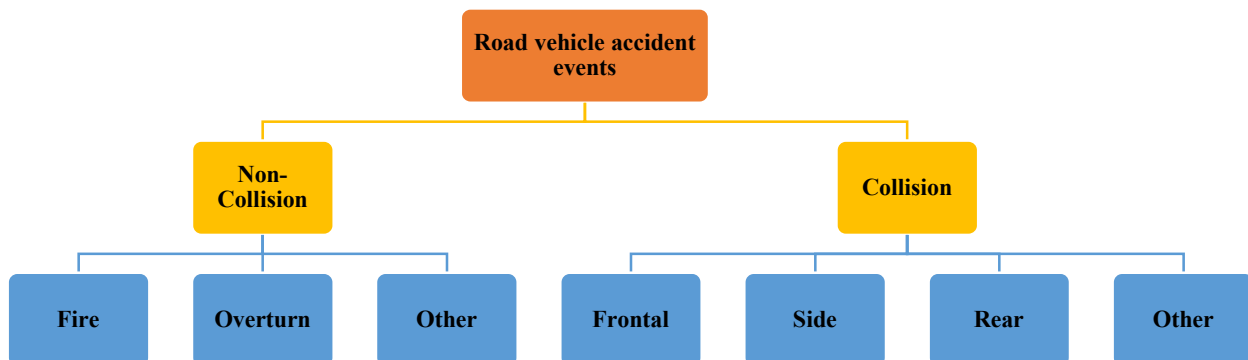 Road vehicle accident
events
Non-
Collision
Collision
Fire
Overturn
Other
Frontal
Side
Rear
Other